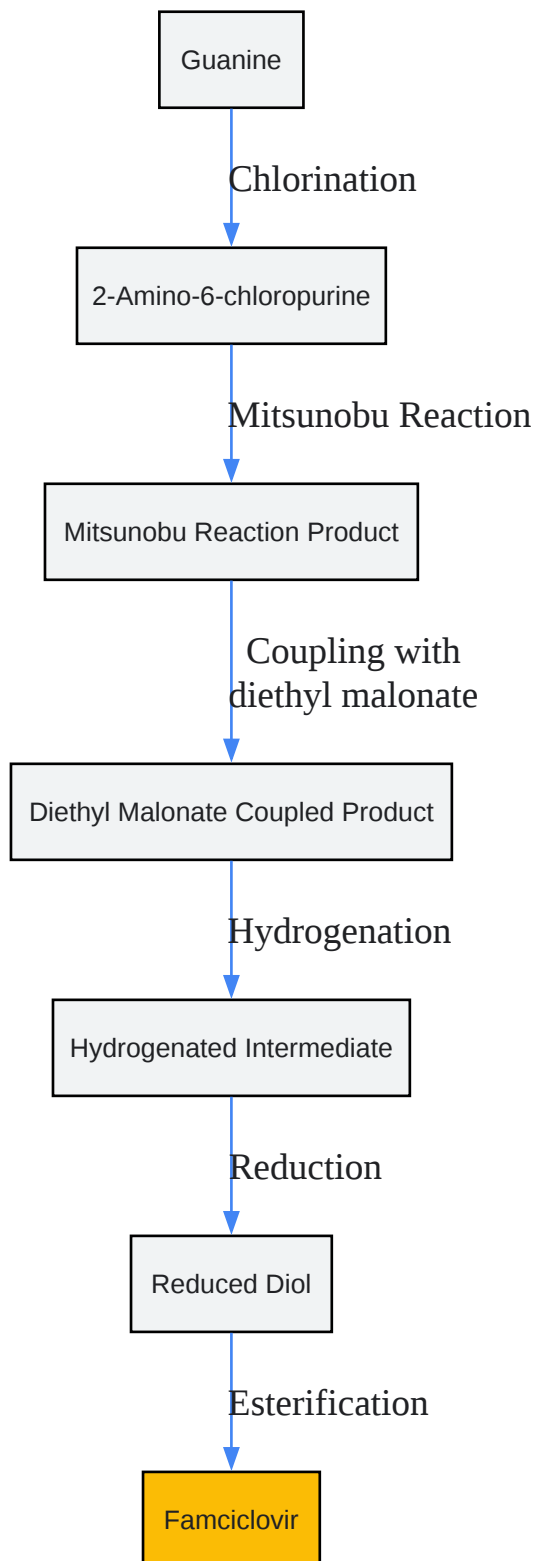 Guanine
Chlorination
2-Amino-6-chloropurine
Mitsunobu Reaction
Mitsunobu Reaction Product
Coupling with
diethyl malonate
Diethyl Malonate Coupled Product
Hydrogenation
Hydrogenated Intermediate
Reduction
Reduced Diol
Esterification
Famciclovir